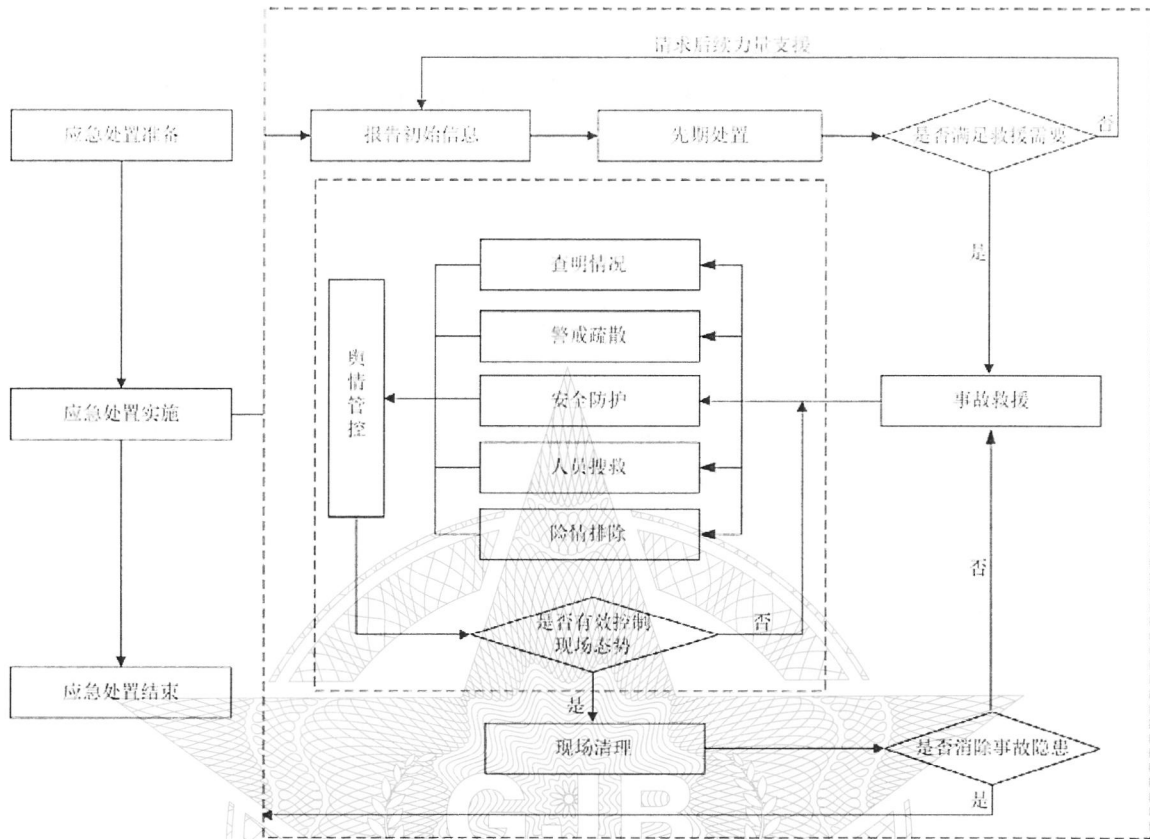 请求后续力量支援
应急处置准备
报告初始信息
先期处置
是否满足救援需要
否
是
查明情况
警戒疏散
舆情管控
应急处置实施
安全防护
事故救援
人员搜救
险情排除
否
是否有效控制
现场态势
否
应急处置结束
是
现场清理
是否消除事故隐患
是
GJB